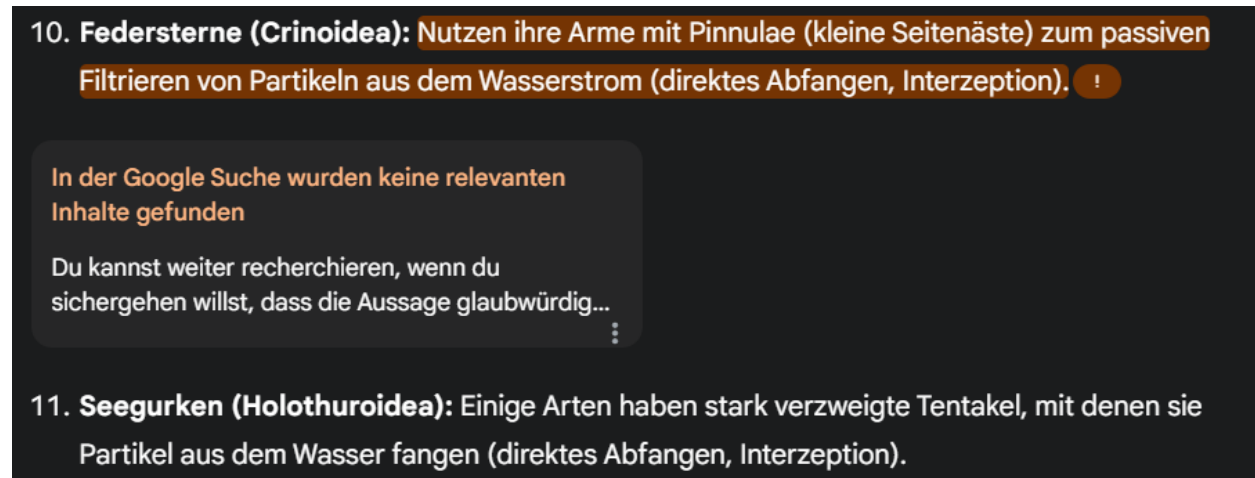 10. Federsterne (Crinoidea): Nutzen ihre Arme mit Pinnulae (kleine Seitenäste) zum passiven
Filtrieren von Partikeln aus dem Wasserstrom (direktes Abfangen, Interzeption). !
In der Google Suche wurden keine relevanten
Inhalte gefunden
Du kannst weiter recherchieren, wenn du
sichergehen willst, dass die Aussage glaubwürdig...
11. Seegurken (Holothuroidea): Einige Arten haben stark verzweigte Tentakel, mit denen sie
Partikel aus dem Wasser fangen (direktes Abfangen, Interzeption).